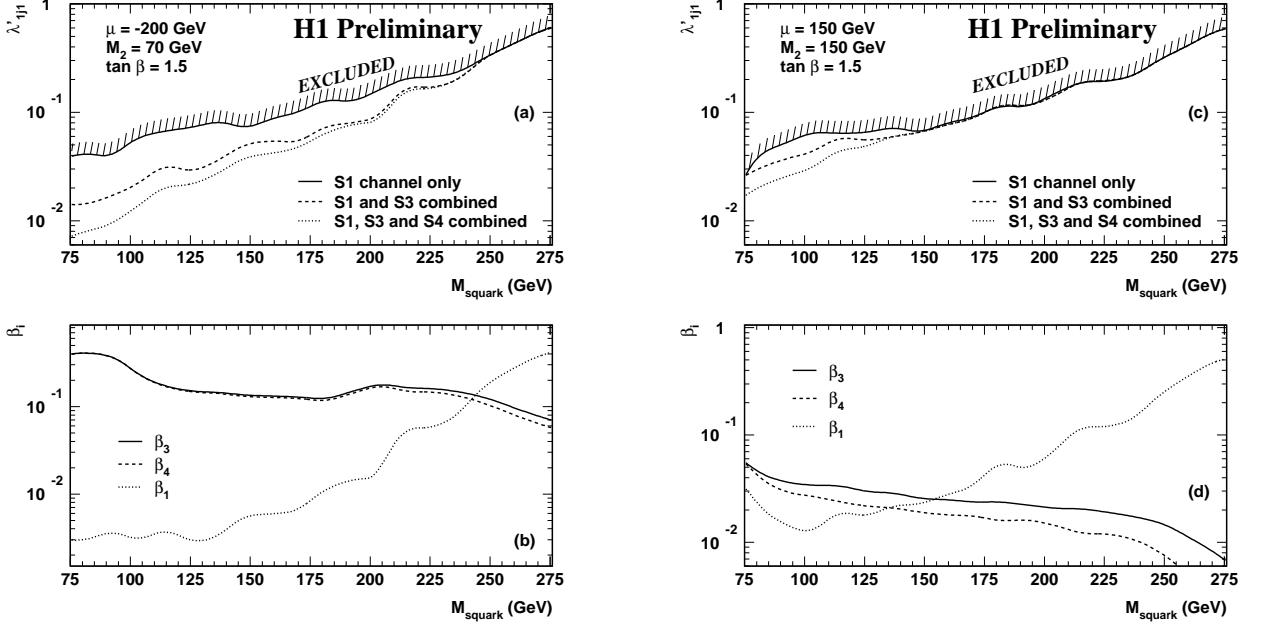 λ'1j1
1
10-1
10-2
μ = -200 GeV
M2 = 70 GeV
tan β = 1.5
H1 Preliminary
EXCLUDED
(a)
S1 channel only
S1 and S3 combined
S1, S3 and S4 combined
75 100 125 150 175 200 225 250 275
Msquark (GeV)
βi
10-1
10-2
β3
β4
β1
(b)
75 100 125 150 175 200 225 250 275
Msquark (GeV)
λ'1j1
1
10-1
10-2
μ = 150 GeV
M2 = 150 GeV
tan β = 1.5
H1 Preliminary
EXCLUDED
(c)
S1 channel only
S1 and S3 combined
S1, S3 and S4 combined
75 100 125 150 175 200 225 250 275
Msquark (GeV)
βi
1
10-1
10-2
β3
β4
β1
(d)
75 100 125 150 175 200 225 250 275
Msquark (GeV)